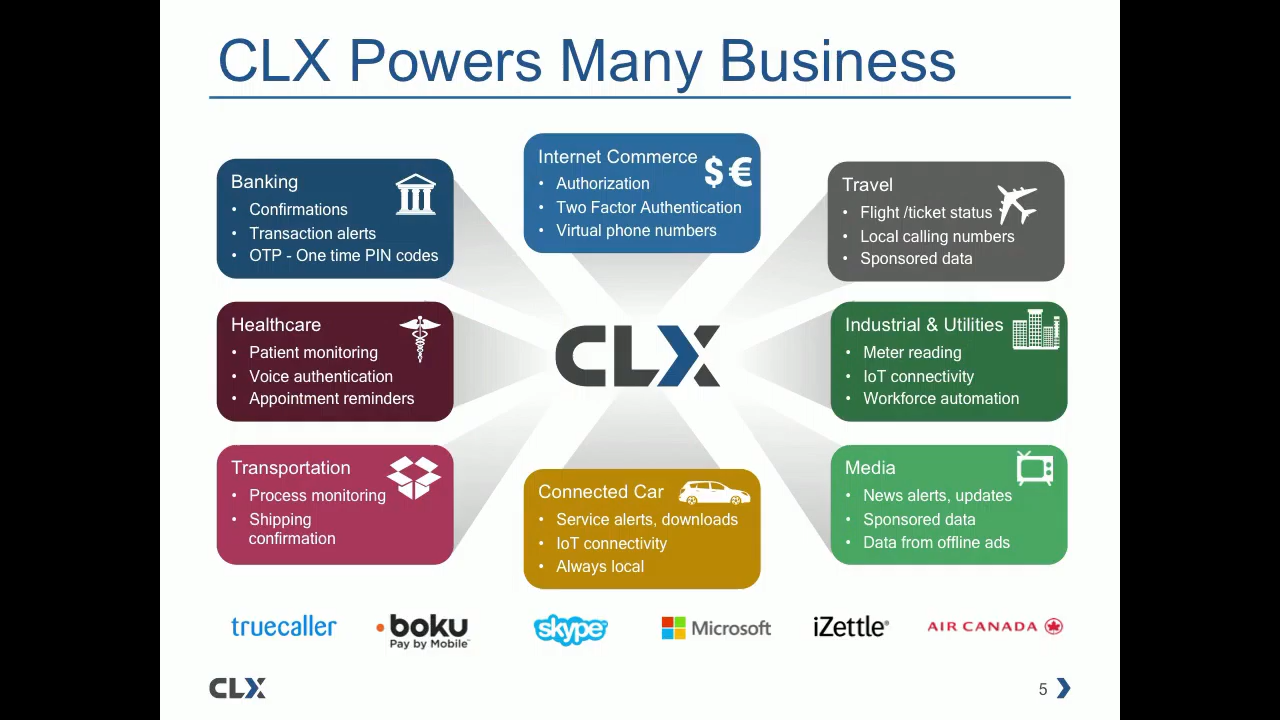 CLX Powers Many Business
Banking
• Confirmations
• Transaction alerts
• OTP - One time PIN codes
Internet Commerce
$ €
• Authorization
• Two Factor Authentication
• Virtual phone numbers
Travel
• Flight /ticket status
• Local calling numbers
• Sponsored data
Healthcare
• Patient monitoring
• Voice authentication
• Appointment reminders
CLX
Industrial & Utilities
• Meter reading
• IoT connectivity
• Workforce automation
Transportation
• Process monitoring
• Shipping
confirmation
Connected Car
• Service alerts, downloads
• IoT connectivity
• Always local
Media
• News alerts, updates
• Sponsored data
• Data from offline ads
truecaller
boku
Pay by Mobile™
skype™
Microsoft
iZettle®
AIR CANADA
CLX
5